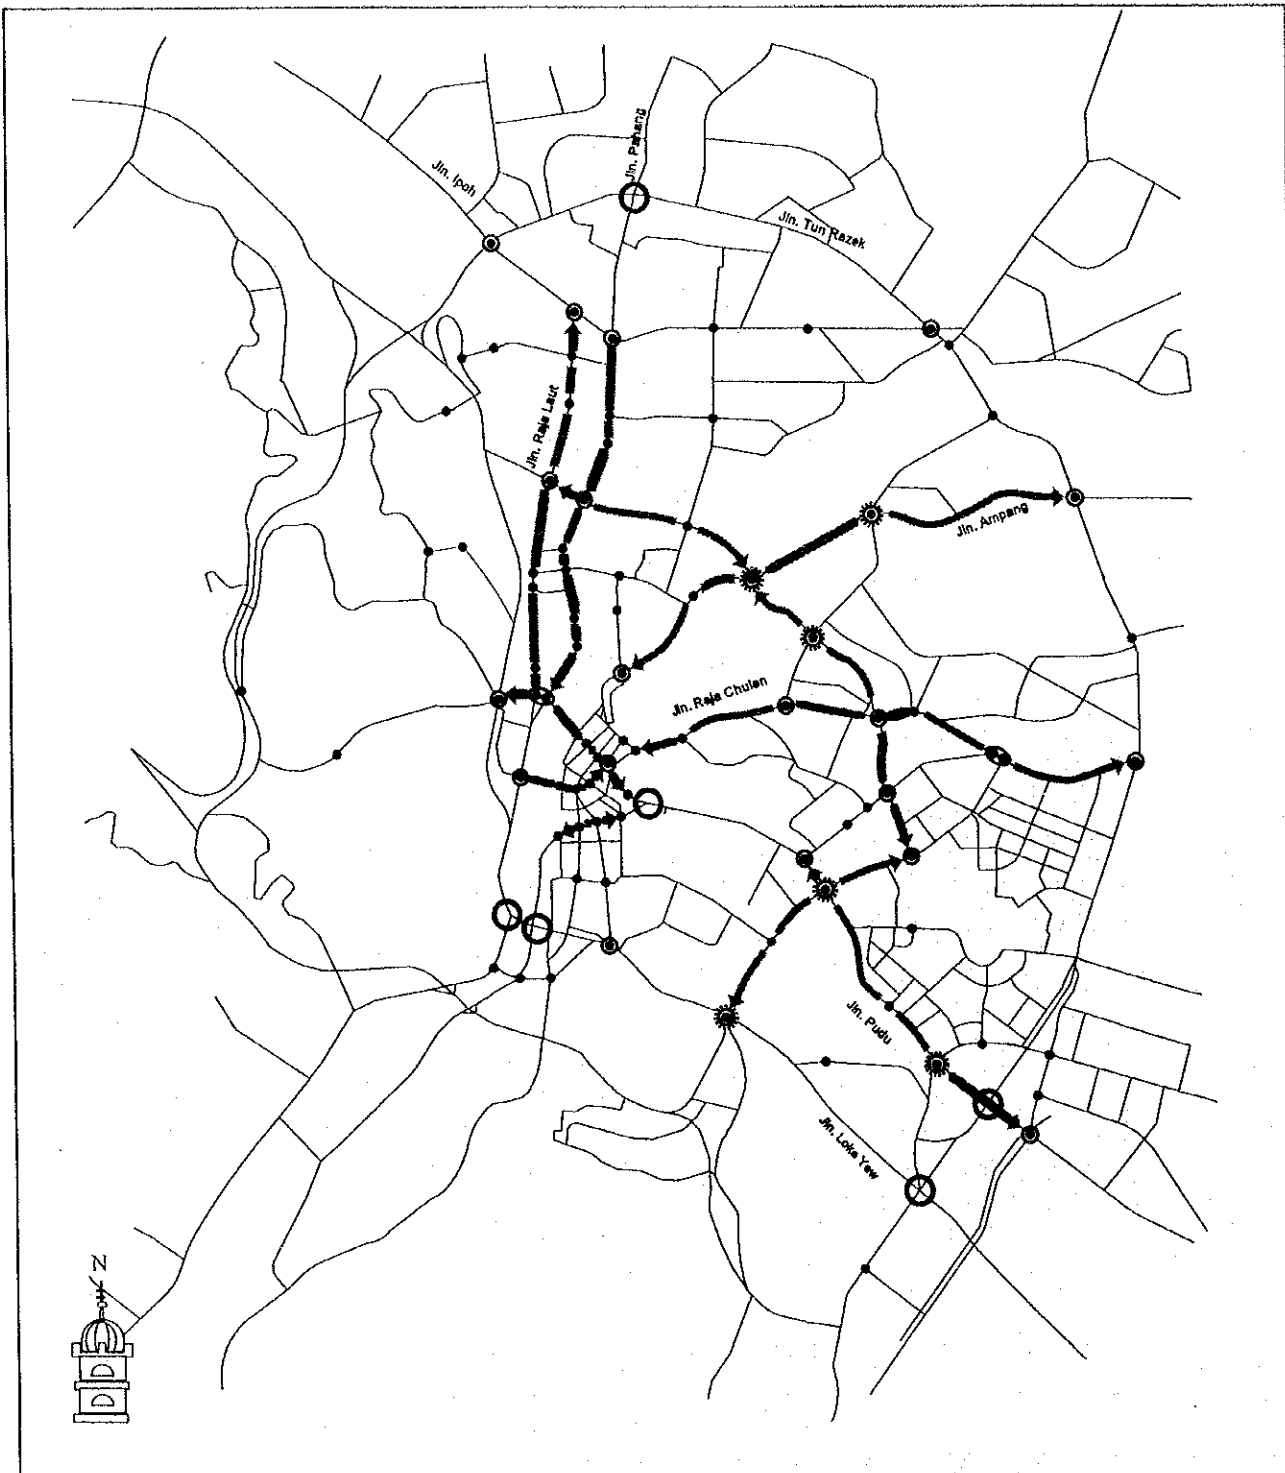 Jln. Pahang
Jln. Ipoh
Jln. Tun Razak
Jln. Raja Laut
Jln. Ampang
Jln. Raja Chulan
Jln. Pudu
Jln. Loke Yew
N